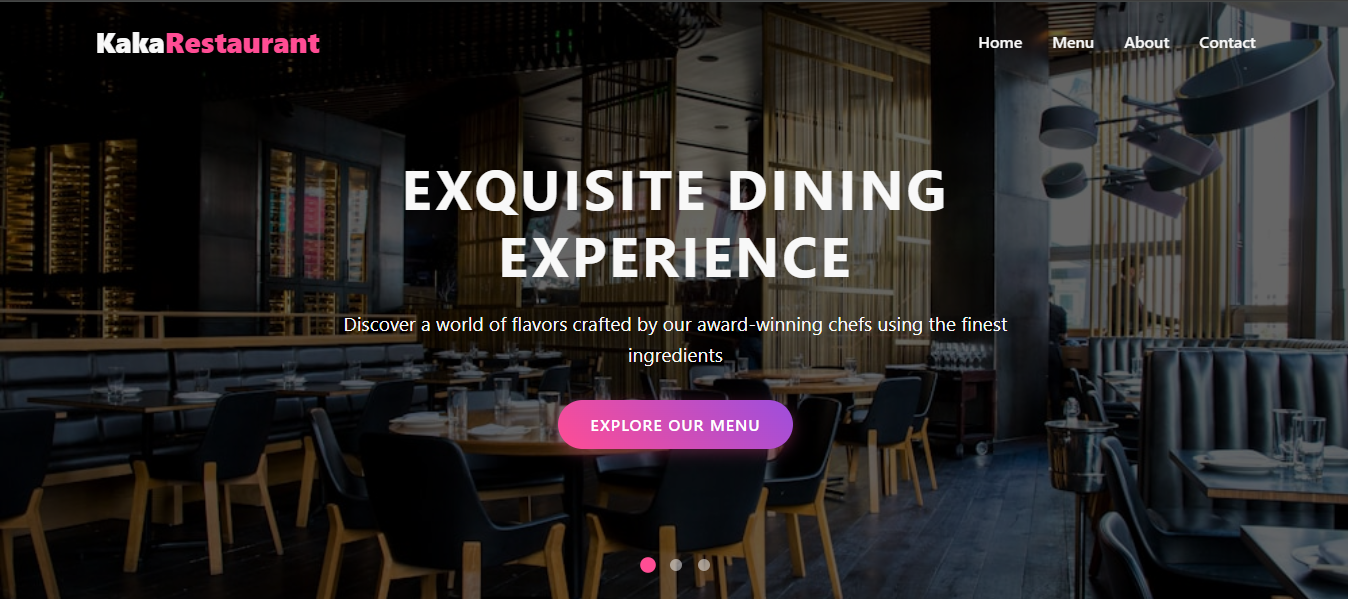 KakaRestaurant
Home Menu About Contact
EXQUISITE DINING
EXPERIENCE
Discover a world of flavors crafted by our award-winning chefs using the finest
ingredients
EXPLORE OUR MENU